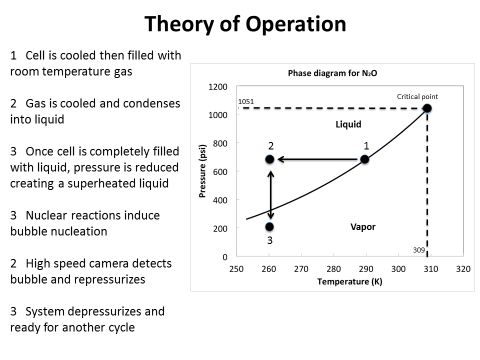 Theory of Operation
1 Cell is cooled then filled with
room temperature gas
2 Gas is cooled and condenses
into liquid
3 Once cell is completely filled
with liquid, pressure is reduced
creating a superheated liquid
3 Nuclear reactions induce
bubble nucleation
2 High speed camera detects
bubble and repressurizes
3 System depressurizes and
ready for another cycle
Phase diagram for N₂O
Critical point
1200
1051
1000
Liquid
2
1
800
Pressure (psi)
600
400
3
Vapor
200
309
0
250 260 270 280 290 300 310 320
Temperature (K)